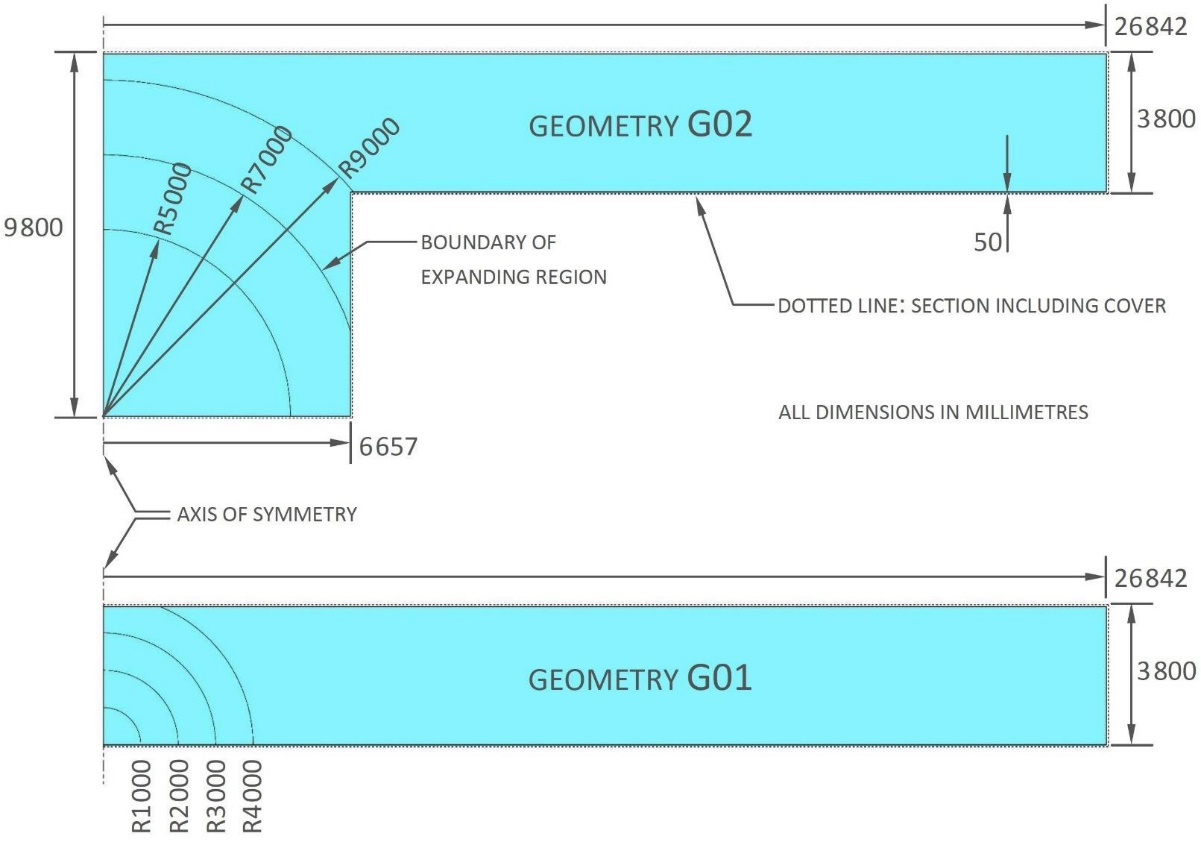 26842
GEOMETRY G02
3800
R5000
R7000
R9000
9800
BOUNDARY OF
EXPANDING REGION
50
DOTTED LINE: SECTION INCLUDING COVER
ALL DIMENSIONS IN MILLIMETRES
6657
AXIS OF SYMMETRY
26842
GEOMETRY G01
3800
R1000
R2000
R3000
R4000